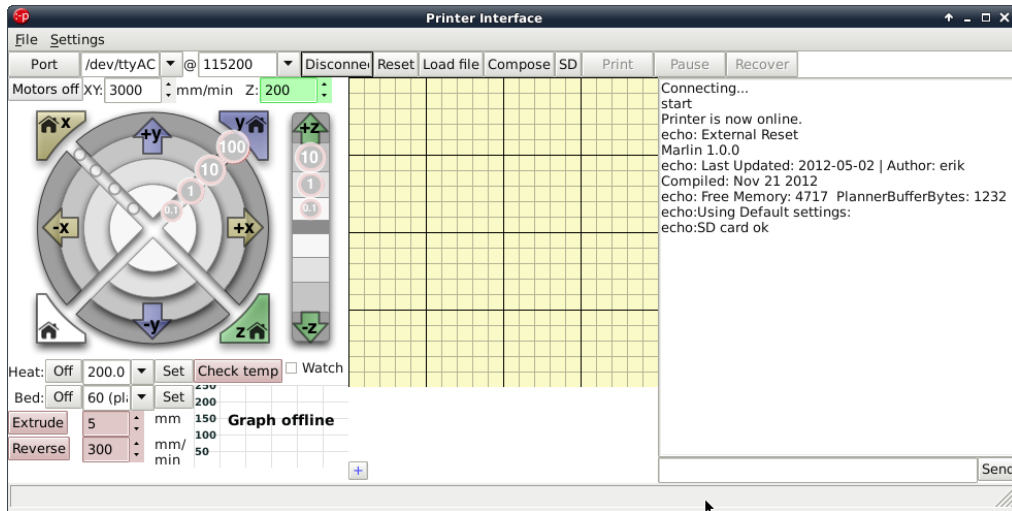 Printer Interface
File Settings
Port /dev/ttyAC @ 115200 Disconne Reset Load file Compose SD Print Pause Recover
Motors off XY: 3000 mm/min Z: 200
x +y y +z
100
10
1
0.1
10
1
0.1
-x +x
-y z -z
Heat: Off 200.0 Set Check temp Watch
Bed: Off 60 (pl Set
Extrude 5 mm
Reverse 300 mm/
min
250
200
150
100
50
Graph offline
+
Connecting...
start
Printer is now online.
echo: External Reset
Marlin 1.0.0
echo: Last Updated: 2012-05-02 | Author: erik
Compiled: Nov 21 2012
echo: Free Memory: 4717  PlannerBufferBytes: 1232
echo:Using Default settings:
echo:SD card ok
Send